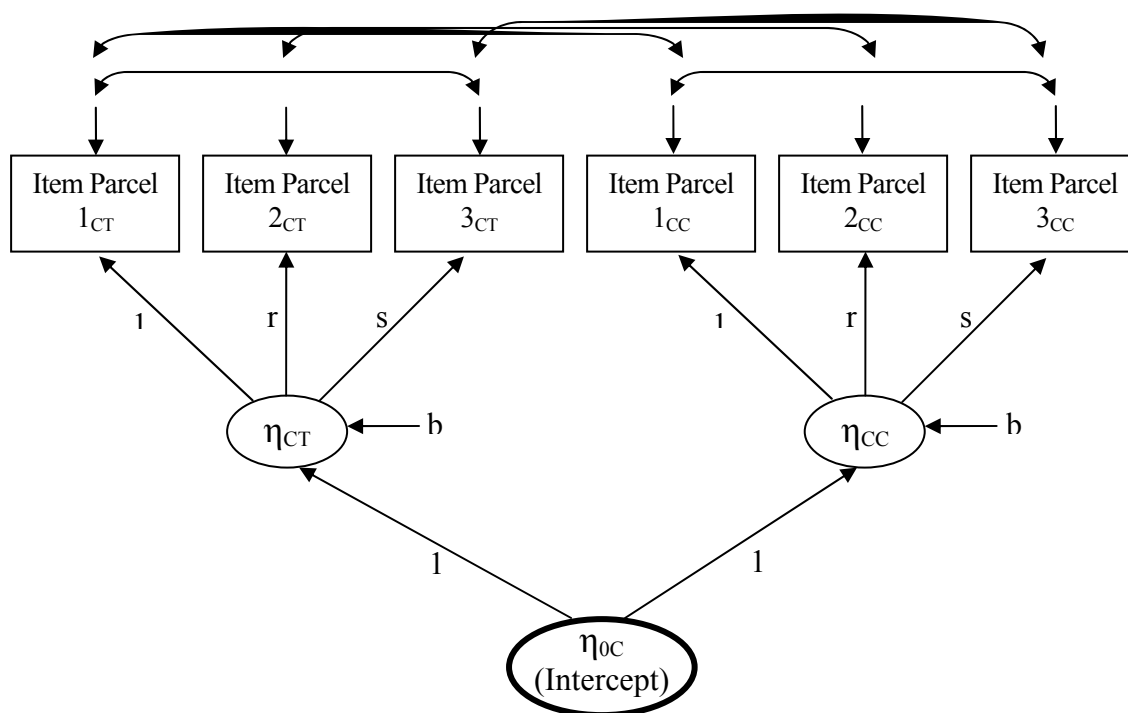 Item Parcel
1CT
Item Parcel
2CT
Item Parcel
3CT
Item Parcel
1CC
Item Parcel
2CC
Item Parcel
3CC
1
r
s
1
r
s
ηCT
b
ηCC
b
1
1
η0C
(Intercept)